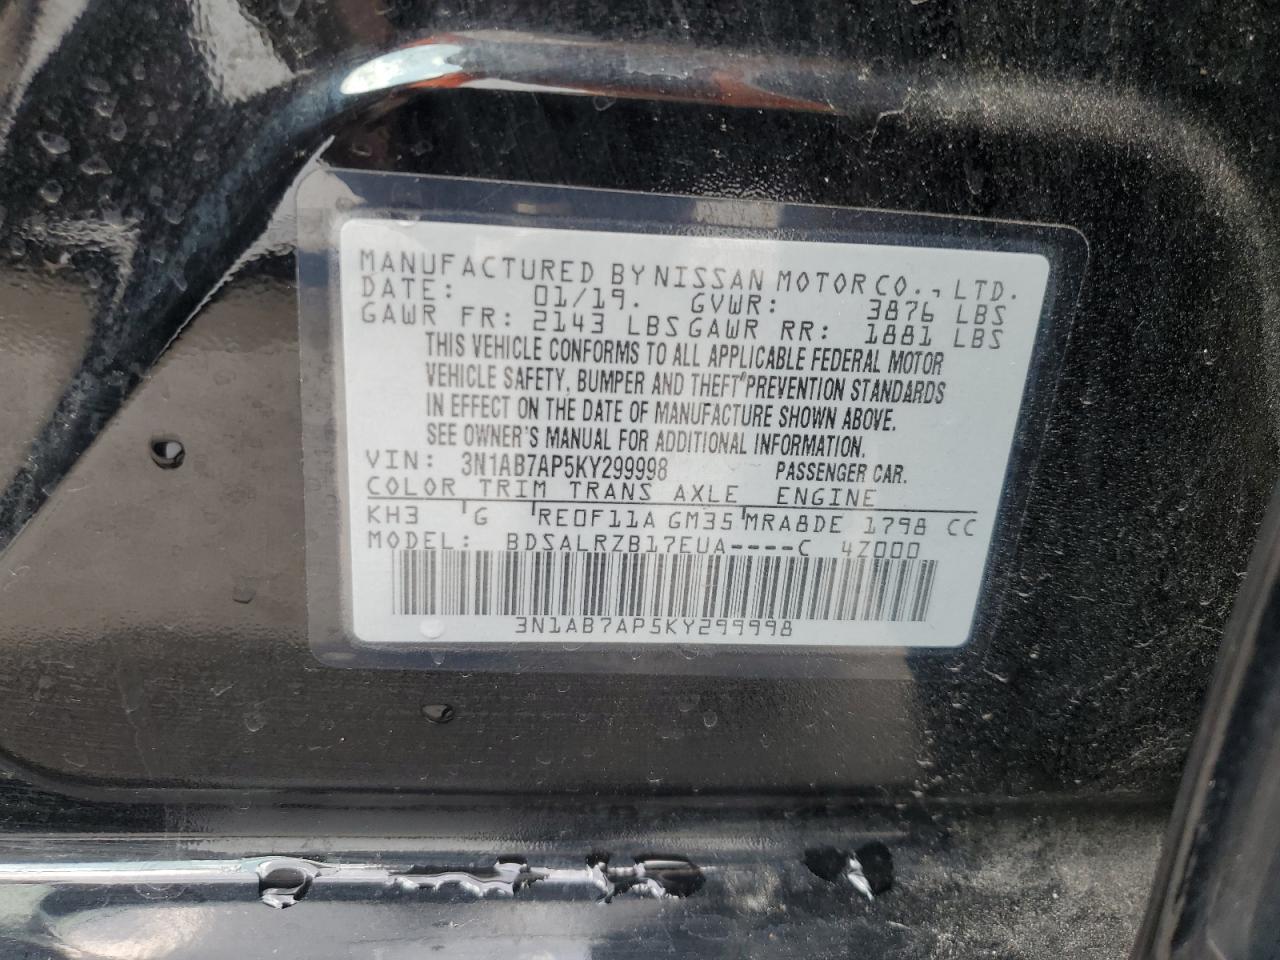 MANUFACTURED BY NISSAN MOTOR CO., LTD.
DATE: 01/19. GVWR: 3876 LBS
GAWR FR: 2143 LBS GAWR RR: 1881 LBS
THIS VEHICLE CONFORMS TO ALL APPLICABLE FEDERAL MOTOR
VEHICLE SAFETY, BUMPER AND THEFT PREVENTION STANDARDS
IN EFFECT ON THE DATE OF MANUFACTURE SHOWN ABOVE.
SEE OWNER'S MANUAL FOR ADDITIONAL INFORMATION.
VIN: 3N1AB7AP5KY299998 PASSENGER CAR.
COLOR TRIM TRANS AXLE ENGINE
KH3 G RE0F11A GM35 MRA8DE 1798 CC
MODEL: BDSALRZB17EUA----C 4Z000
3N1AB7AP5KY299998